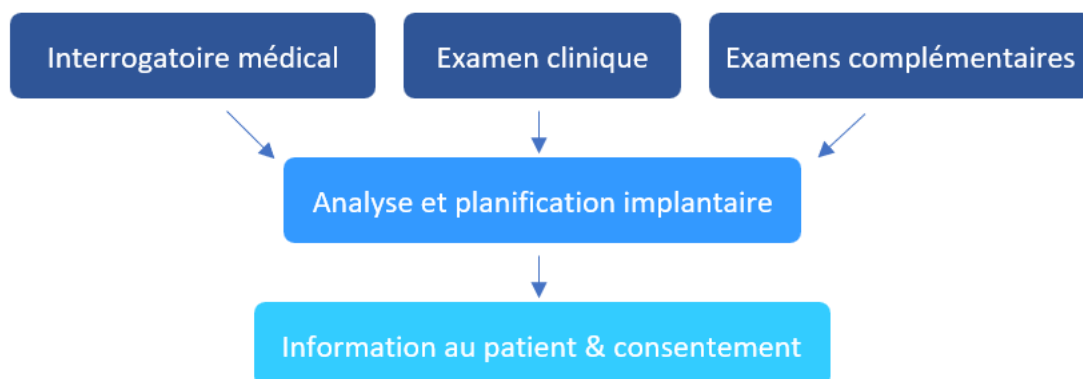 Interrogatoire médical
Examen clinique
Examens complémentaires
Analyse et planification implantaire
Information au patient & consentement